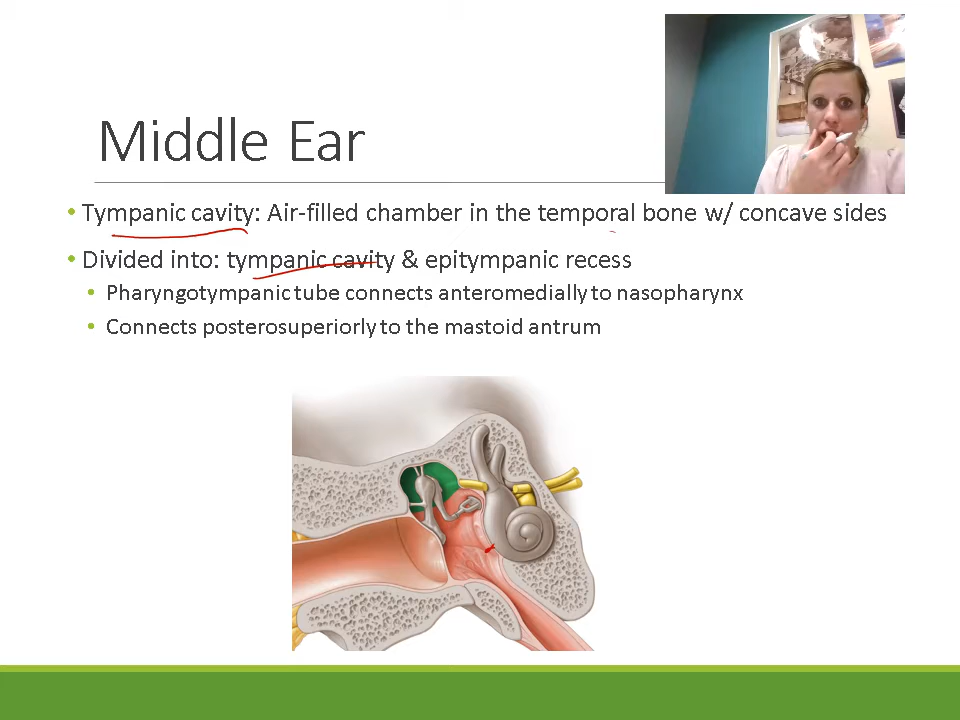 Middle Ear
• Tympanic cavity: Air-filled chamber in the temporal bone w/ concave sides
• Divided into: tympanic cavity & epitympanic recess
• Pharyngotympanic tube connects anteromedially to nasopharynx
• Connects posterosuperiorly to the mastoid antrum